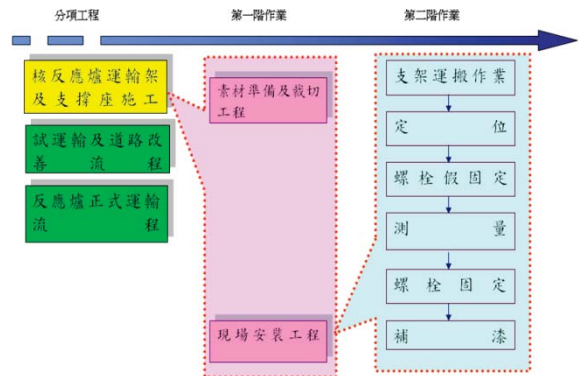 分項工程
第一階作業
第二階作業
核反應爐運輸架
及支撐座施工
試運輸及道路改
善流程
反應爐正式運輸
流程
素材準備及裁切
工程
現場安裝工程
支架運搬作業
定位
螺栓假固定
測量
螺栓固定
補漆